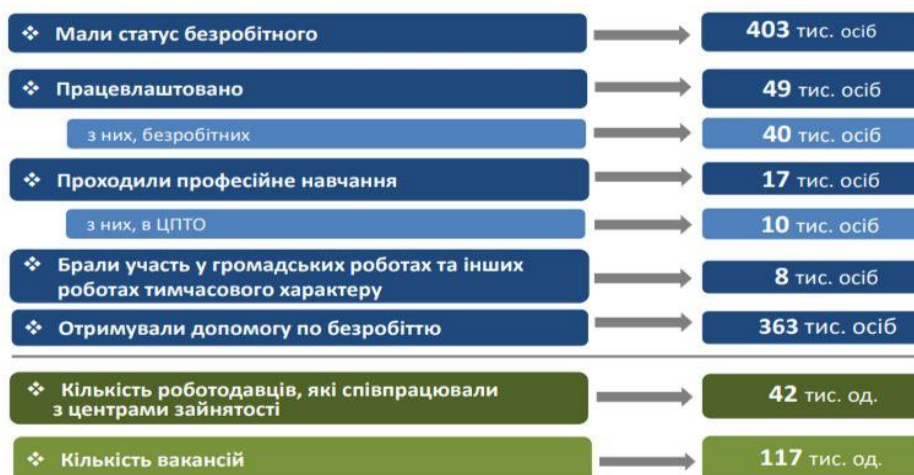 ❖ Мали статус безробітного 403 тис. осіб
❖ Працевлаштовано 49 тис. осіб
з них, безробітних 40 тис. осіб
❖ Проходили професійне навчання 17 тис. осіб
з них, в ЦПТО 10 тис. осіб
❖ Брали участь у громадських роботах та інших
роботах тимчасового характеру 8 тис. осіб
❖ Отримували допомогу по безробіттю 363 тис. осіб
❖ Кількість роботодавців, які співпрацювали
з центрами зайнятості 42 тис. од.
❖ Кількість вакансій 117 тис. од.